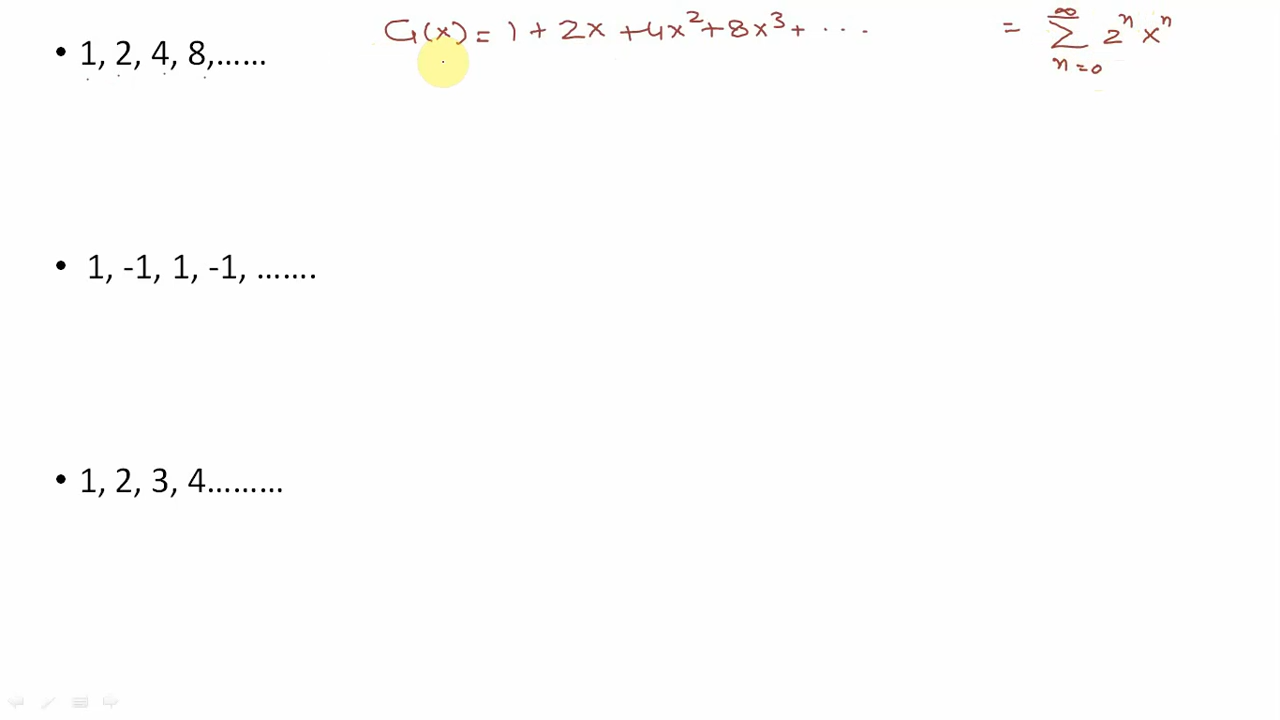 • 1, 2, 4, 8,...... G(x) = 1 + 2x + 4x² + 8x³ + ... = ∑_{n=0}^{∞} 2ⁿ xⁿ
• 1, -1, 1, -1, .......
• 1, 2, 3, 4.........